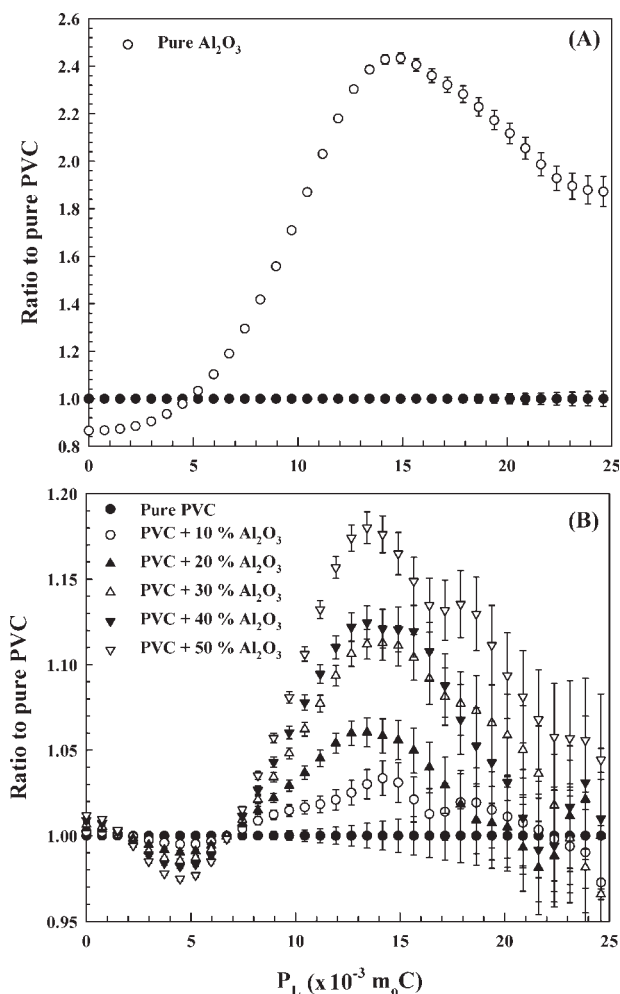 2.6
(A)
Pure Al₂O₃
2.4
2.2
2.0
1.8
1.6
1.4
1.2
1.0
0.8
Ratio to pure PVC
0 5 10 15 20 25
1.20
(B)
Pure PVC
PVC + 10 % Al₂O₃
PVC + 20 % Al₂O₃
PVC + 30 % Al₂O₃
PVC + 40 % Al₂O₃
PVC + 50 % Al₂O₃
1.15
1.10
1.05
1.00
0.95
Ratio to pure PVC
0 5 10 15 20 25
P_L (x10⁻³ mₒC)